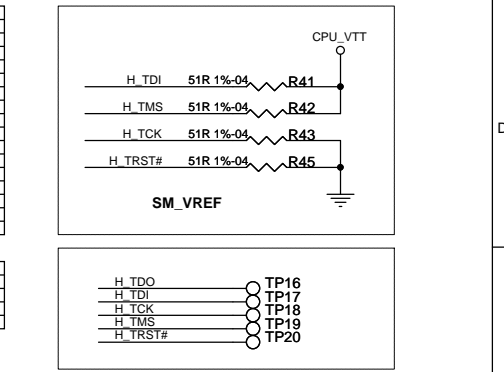 CPU_VTT
H_TDI 51R 1%-04 R41
H_TMS 51R 1%-04 R42
H_TCK 51R 1%-04 R43
H_TRST# 51R 1%-04 R45
SM_VREF
D
H_TDO TP16
H_TDI TP17
H_TCK TP18
H_TMS TP19
H_TRST# TP20